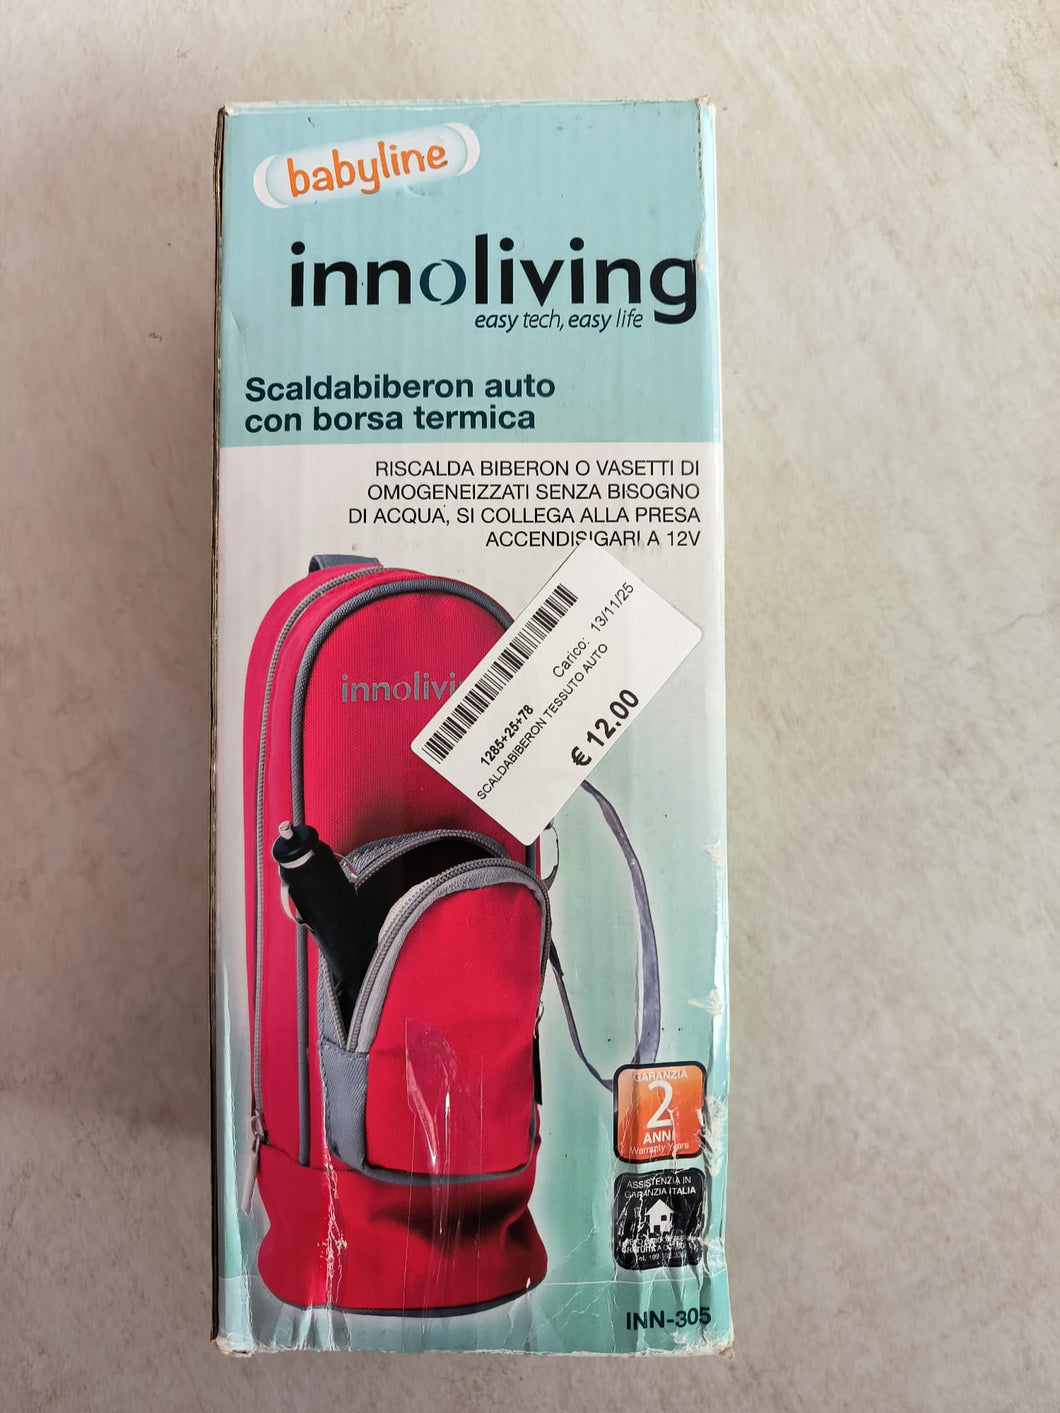 babyline
innoliving
easy tech, easy life
Scaldabiberon auto
con borsa termica
RISCALDA BIBERON O VASETTI DI
OMOGENEIZZATI SENZA BISOGNO
DI ACQUA, SI COLLEGA ALLA PRESA
ACCENDISIGARI A 12V
innolivi
1285+25+78
Carico: 13/11/25
SCALDABIBERON TESSUTO AUTO
€ 12.00
GARANZIA
2
ANNI
Warranty Years
ASSISTENZIA IN
GARANZIA ITALIA
INN-305